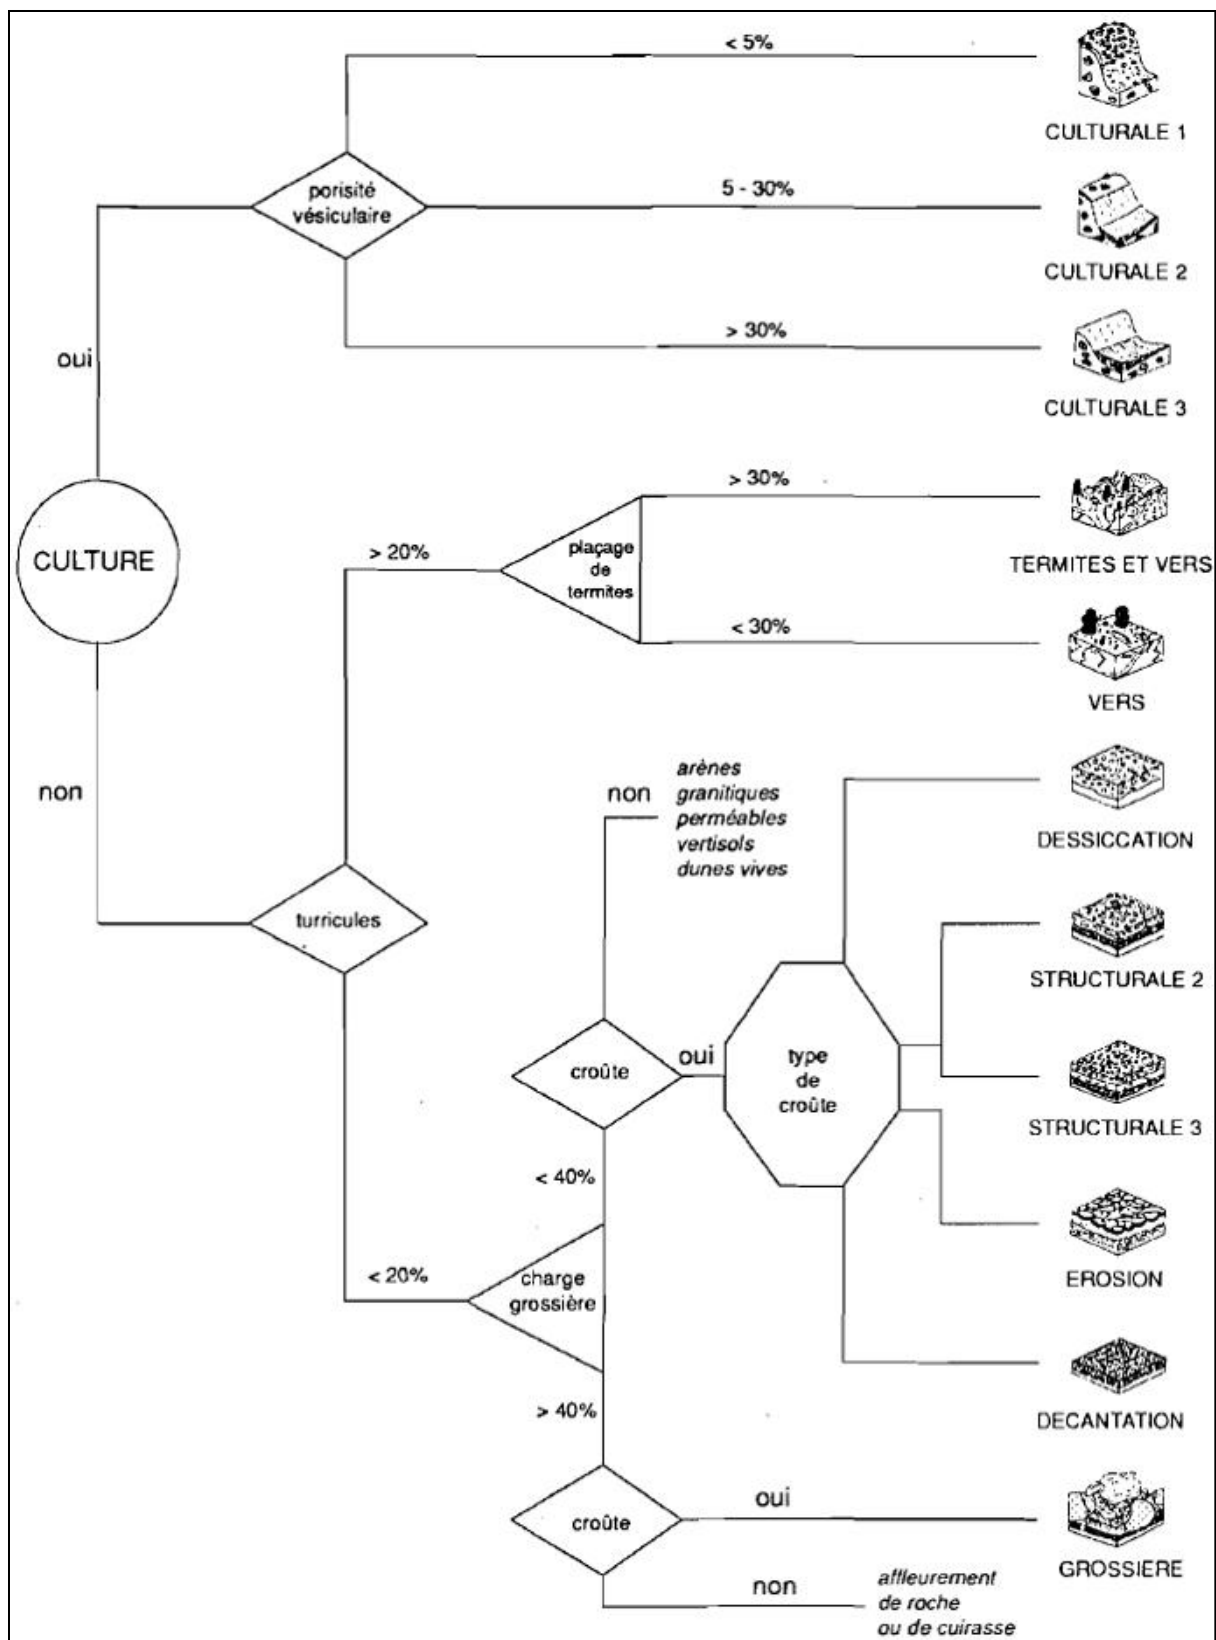 < 5%
CULTURALE 1
porisité
vésiculaire
5 - 30%
CULTURALE 2
> 30%
CULTURALE 3
oui
CULTURE
non
> 20%
plaçage
de
termites
> 30%
TERMITES ET VERS
< 30%
VERS
turricules
non
arènes
granitiques
perméables
vertisols
dunes vives
croûte
oui
type
de
croûte
DESSICCATION
STRUCTURALE 2
STRUCTURALE 3
EROSION
DECANTATION
< 40%
< 20%
charge
grossière
> 40%
croûte
oui
GROSSIERE
non
affleurement
de roche
ou de cuirasse